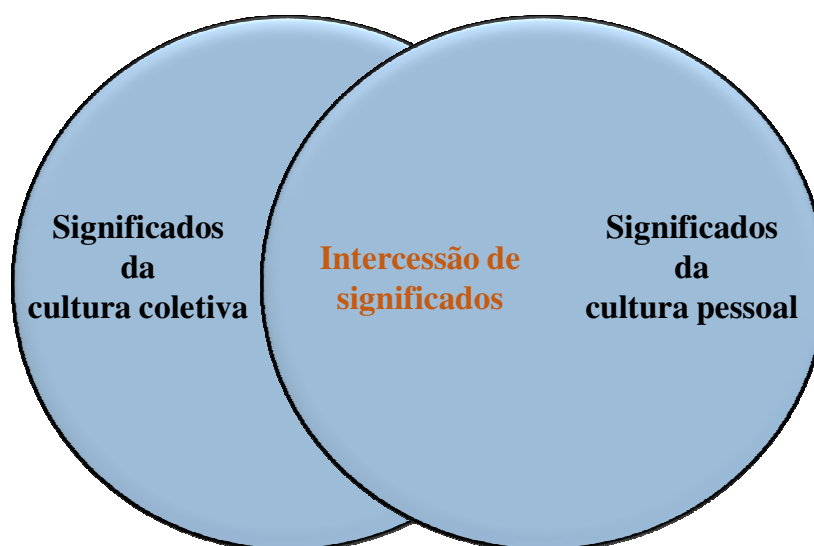 Significados
da
cultura coletiva
Intercessão de
significados
Significados
da
cultura pessoal